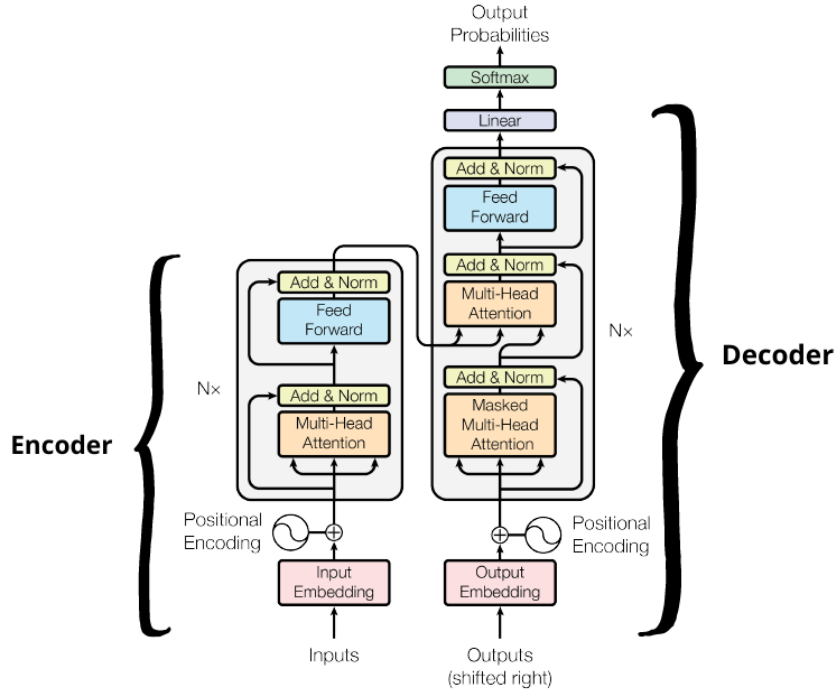 Output
Probabilities
Softmax
Linear
Add & Norm
Feed
Forward
Add & Norm
Multi-Head
Attention
Add & Norm
Masked
Multi-Head
Attention
Nx
Decoder
Positional
Encoding
Output
Embedding
Outputs
(shifted right)
Add & Norm
Feed
Forward
Add & Norm
Multi-Head
Attention
N×
Encoder
Positional
Encoding
Input
Embedding
Inputs